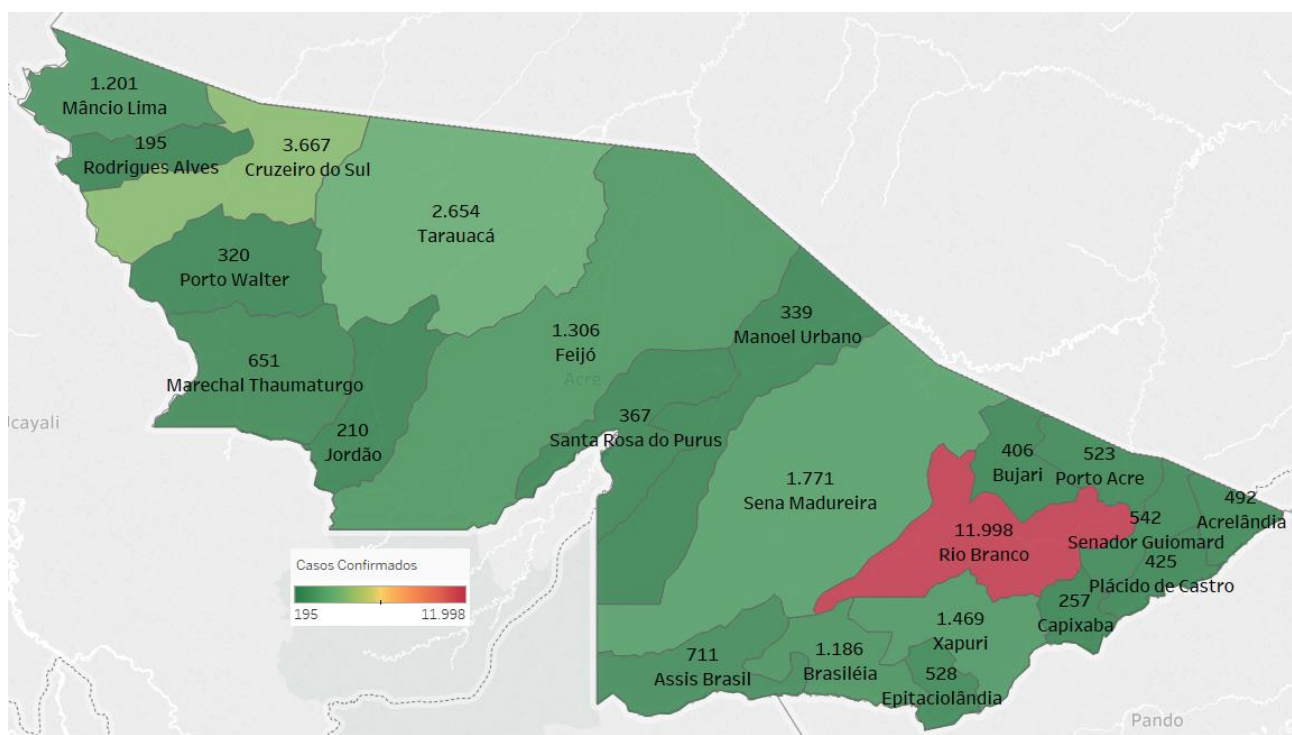 1.201
Mâncio Lima
195
Rodrigues Alves
3.667
Cruzeiro do Sul
2.654
Tarauacá
320
Porto Walter
339
Manoel Urbano
1.306
Feijó
Acre
651
Marechal Thaumaturgo
367
Santa Rosa do Purus
210
Jordão
Ucayali
406
Bujari
523
Porto Acre
1.771
Sena Madureira
492
Acrelândia
11.998
Rio Branco
542
Senador Guiomard
425
Plácido de Castro
257
Capixaba
1.469
Xapuri
711
Assis Brasil
1.186
Brasiléia
528
Epitaciolândia
Casos Confirmados
195 11.998
Pando